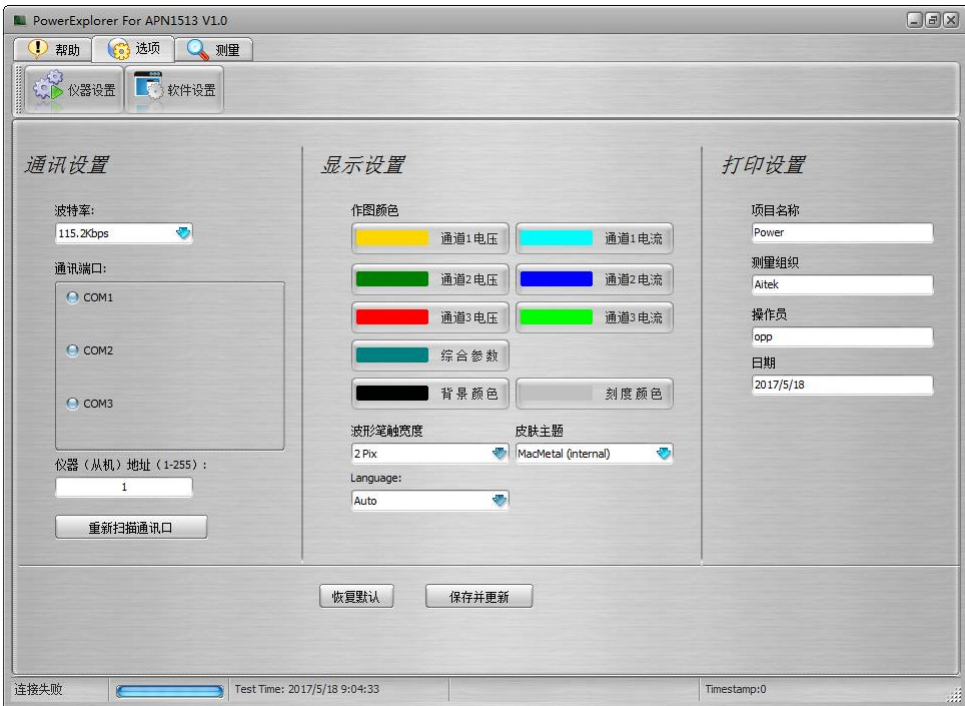 PowerExplorer For APN1513 V1.0
帮助 选项 测量
仪器设置 软件设置
通讯设置
波特率:
115.2Kbps
通讯端口:
COM1
COM2
COM3
仪器（从机）地址（1-255）:
1
重新扫描通讯口
显示设置
作图颜色
通道1电压 通道1电流
通道2电压 通道2电流
通道3电压 通道3电流
综合参数
背景颜色 刻度颜色
波形笔触宽度 皮肤主题
2 Pix MacMetal (internal)
Language:
Auto
打印设置
项目名称
Power
测量组织
Aitek
操作员
opp
日期
2017/5/18
恢复默认 保存并更新
连接失败 Test Time: 2017/5/18 9:04:33 Timestamp:0